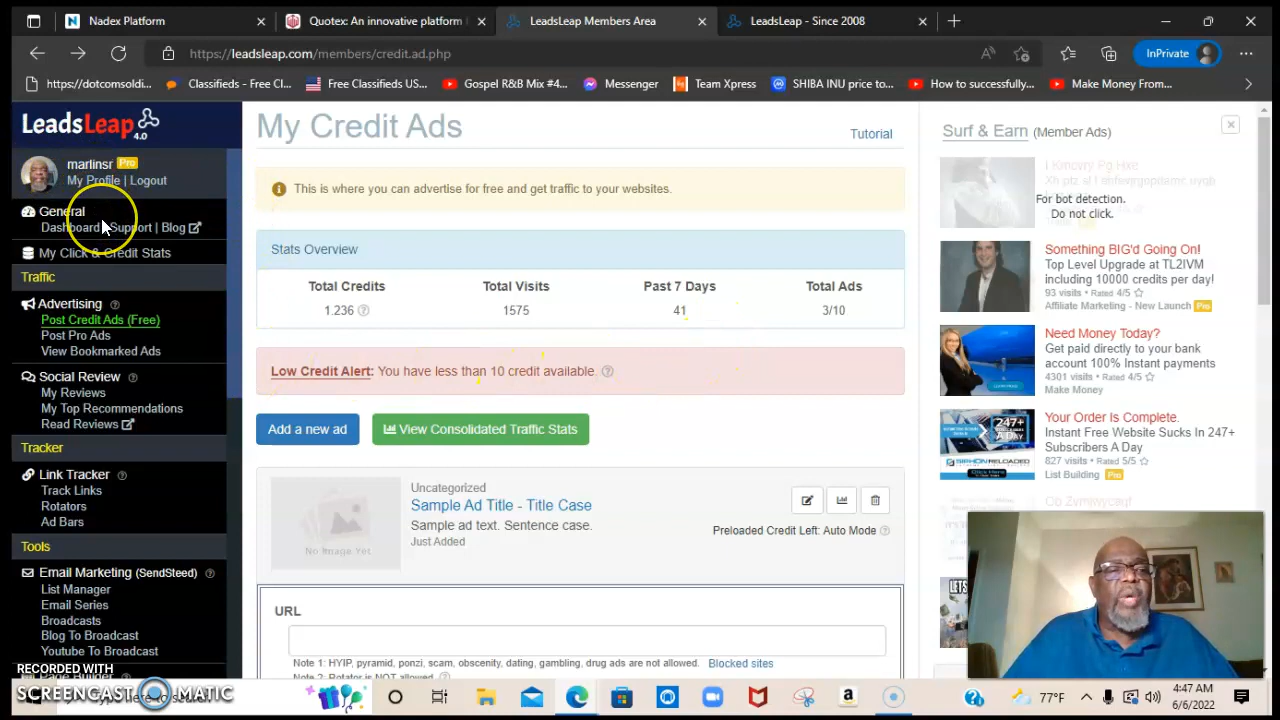 Nadex Platform
Quotex: An innovative platform
LeadsLeap Members Area
LeadsLeap - Since 2008
https://leadsleap.com/members/credit.ad.php
InPrivate
https://dotcomsoldi...
Classifieds - Free Cl...
Free Classifieds US...
Gospel R&B Mix #4...
Messenger
Team Xpress
SHIBA INU price to...
How to successfully...
Make Money From...
LeadsLeap 4.0
marlinsr Pro
My Profile | Logout
General
Dashboard | Support | Blog
My Click & Credit Stats
Traffic
Advertising
Post Credit Ads (Free)
Post Pro Ads
View Bookmarked Ads
Social Review
My Reviews
My Top Recommendations
Read Reviews
Tracker
Link Tracker
Track Links
Rotators
Ad Bars
Tools
Email Marketing (SendSteed)
List Manager
Email Series
Broadcasts
Blog To Broadcast
Youtube To Broadcast
My Credit Ads
Tutorial
This is where you can advertise for free and get traffic to your websites.
Stats Overview
Total Credits Total Visits Past 7 Days Total Ads
1.236 1575 41 3/10
Low Credit Alert: You have less than 10 credit available.
Add a new ad
View Consolidated Traffic Stats
No Image Yet
Uncategorized
Sample Ad Title - Title Case
Sample ad text. Sentence case.
Just Added
Preloaded Credit Left: Auto Mode
URL
Note 1: HYIP, pyramid, ponzi, scam, obscenity, dating, gambling, drug ads are not allowed. Blocked sites
Note 2: Rotator is NOT allowed.
Surf & Earn (Member Ads)
For bot detection.
Do not click.
Something BIG'd Going On!
Top Level Upgrade at TL2IVM
including 10000 credits per day!
93 visits • Rated 4/5
Affiliate Marketing - New Launch Pro
Need Money Today?
Get paid directly to your bank
account 100% Instant payments
4301 visits • Rated 4/5
Make Money
Your Order Is Complete.
Instant Free Website Sucks In 247+
Subscribers A Day
827 visits • Rated 5/5
List Building Pro
RECORDED WITH
SCREENCAST MATIC
77°F
4:47 AM
6/6/2022